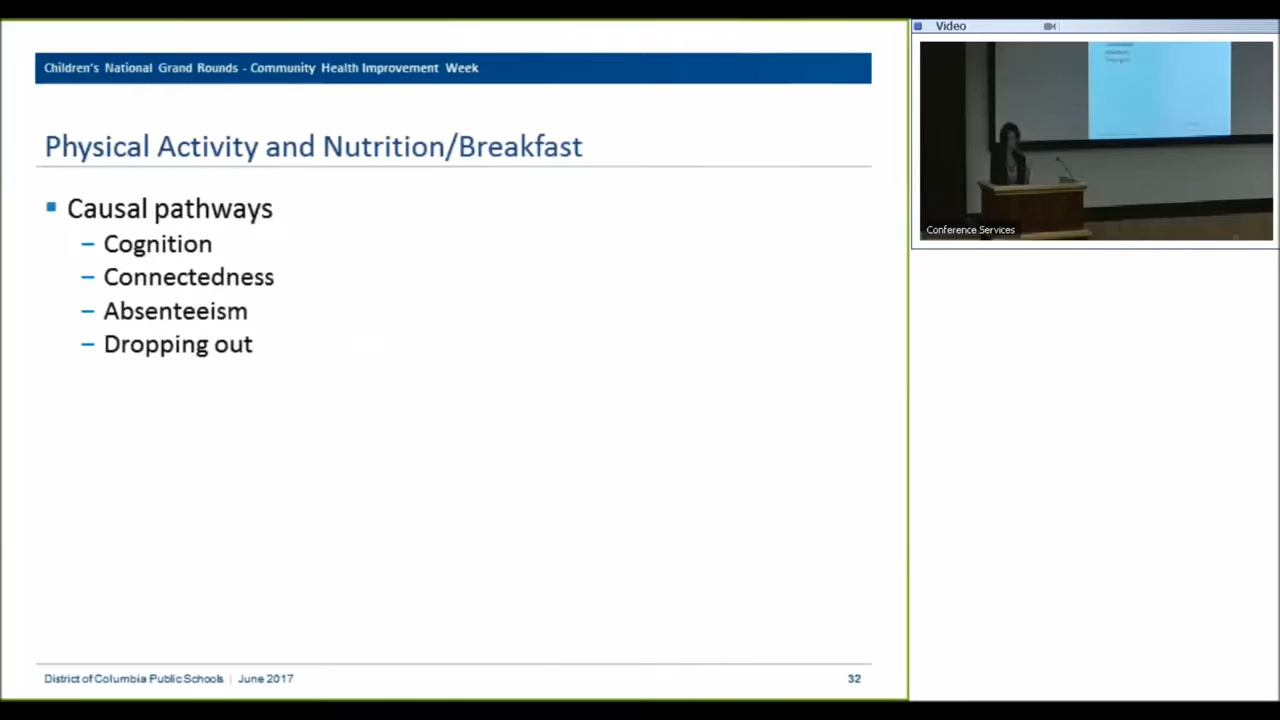 Children's National Grand Rounds - Community Health Improvement Week
Physical Activity and Nutrition/Breakfast
▪ Causal pathways
– Cognition
– Connectedness
– Absenteeism
– Dropping out
District of Columbia Public Schools | June 2017
32
Video
Conference Services